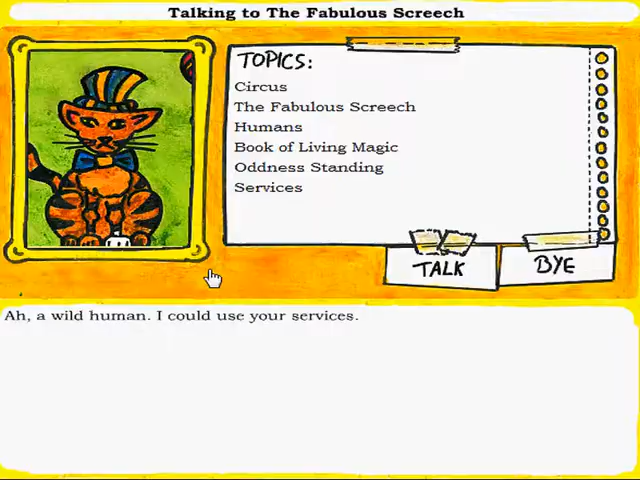 Talking to The Fabulous Screech
TOPICS:
Circus
The Fabulous Screech
Humans
Book of Living Magic
Oddness Standing
Services
TALK
BYE
Ah, a wild human. I could use your services.